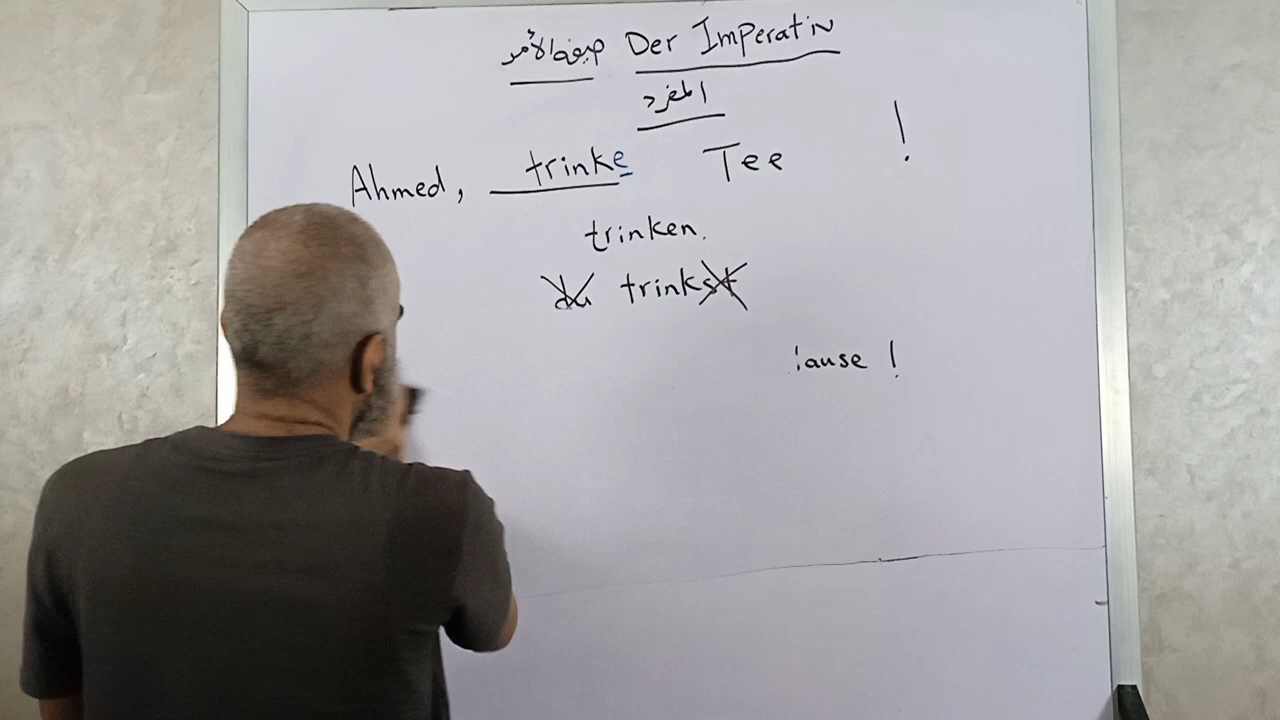 صيغة الأمر Der Imperativ
المفرد
Ahmed, trinke Tee !
trinken.
du trinkst
ause !